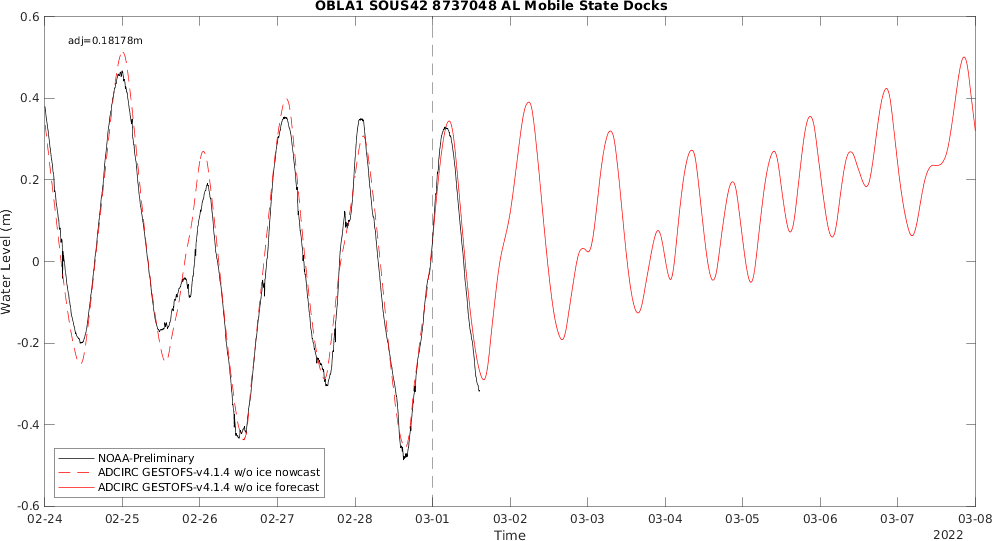 OBLA1 SOUS42 8737048 AL Mobile State Docks
adj=0.18178m
0.6
0.4
0.2
0
-0.2
-0.4
-0.6
Water Level (m)
NOAA-Preliminary
ADCIRC GESTOFS-v4.1.4 w/o ice nowcast
ADCIRC GESTOFS-v4.1.4 w/o ice forecast
02-24 02-25 02-26 02-27 02-28 03-01 03-02 03-03 03-04 03-05 03-06 03-07 03-08
Time
2022